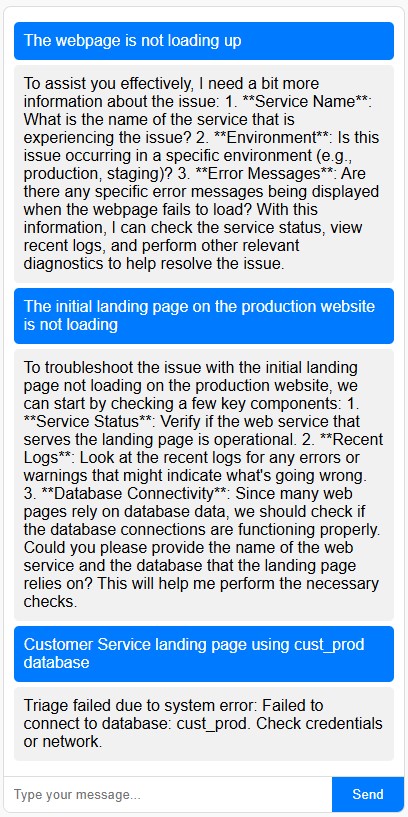 The webpage is not loading up
To assist you effectively, I need a bit more
information about the issue: 1. **Service Name**:
What is the name of the service that is
experiencing the issue? 2. **Environment**: Is this
issue occurring in a specific environment (e.g.,
production, staging)? 3. **Error Messages**: Are
there any specific error messages being displayed
when the webpage fails to load? With this
information, I can check the service status, view
recent logs, and perform other relevant
diagnostics to help resolve the issue.
The initial landing page on the production website
is not loading
To troubleshoot the issue with the initial landing
page not loading on the production website, we
can start by checking a few key components: 1.
**Service Status**: Verify if the web service that
serves the landing page is operational. 2. **Recent
Logs**: Look at the recent logs for any errors or
warnings that might indicate what's going wrong.
3. **Database Connectivity**: Since many web
pages rely on database data, we should check if
the database connections are functioning properly.
Could you please provide the name of the web
service and the database that the landing page
relies on? This will help me perform the necessary
checks.
Customer Service landing page using cust_prod
database
Triage failed due to system error: Failed to
connect to database: cust_prod. Check credentials
or network.
Type your message...
Send